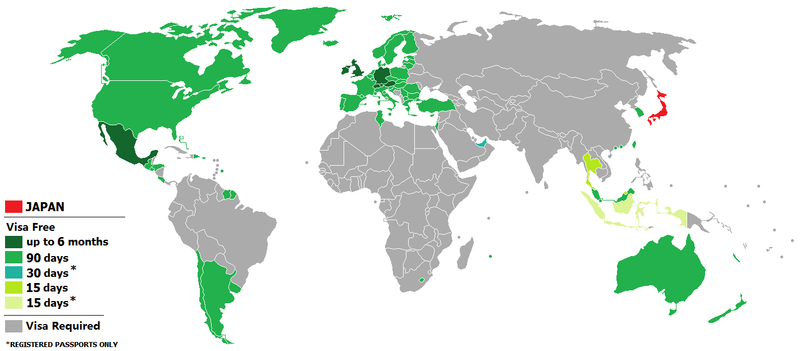 JAPAN
Visa Free
up to 6 months
90 days
30 days *
15 days
15 days *
Visa Required
*REGISTERED PASSPORTS ONLY